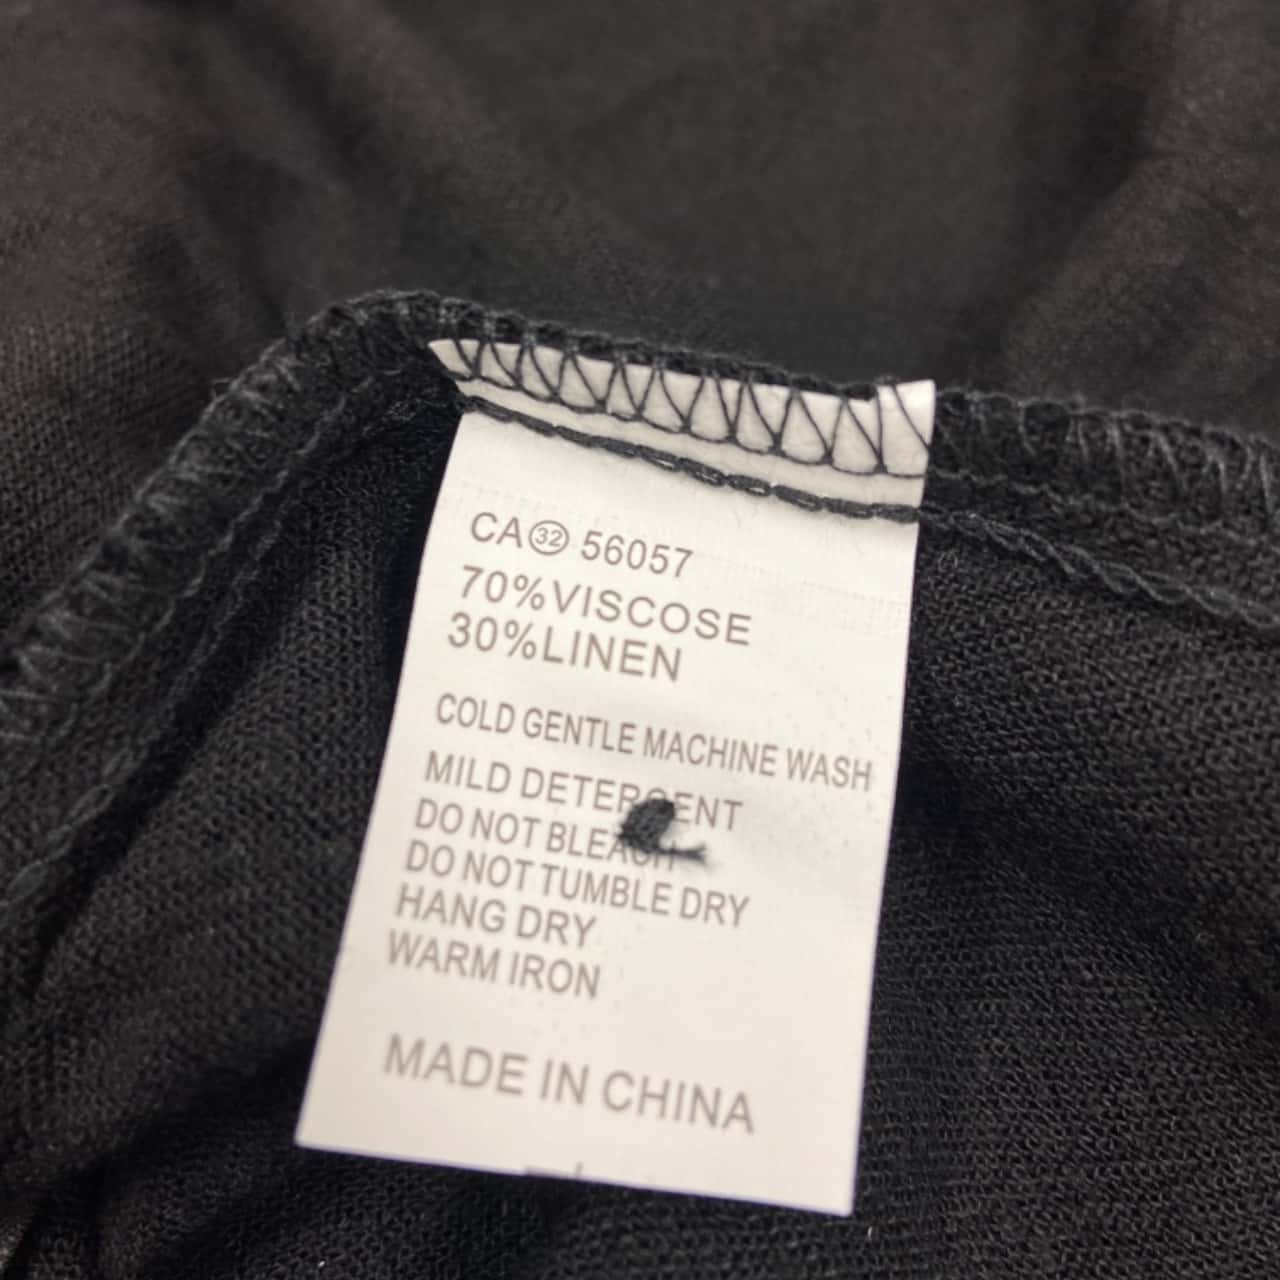 CA㉜ 56057
70%VISCOSE
30%LINEN
COLD GENTLE MACHINE WASH
MILD DETERGENT
DO NOT BLEACH
DO NOT TUMBLE DRY
HANG DRY
WARM IRON
MADE IN CHINA